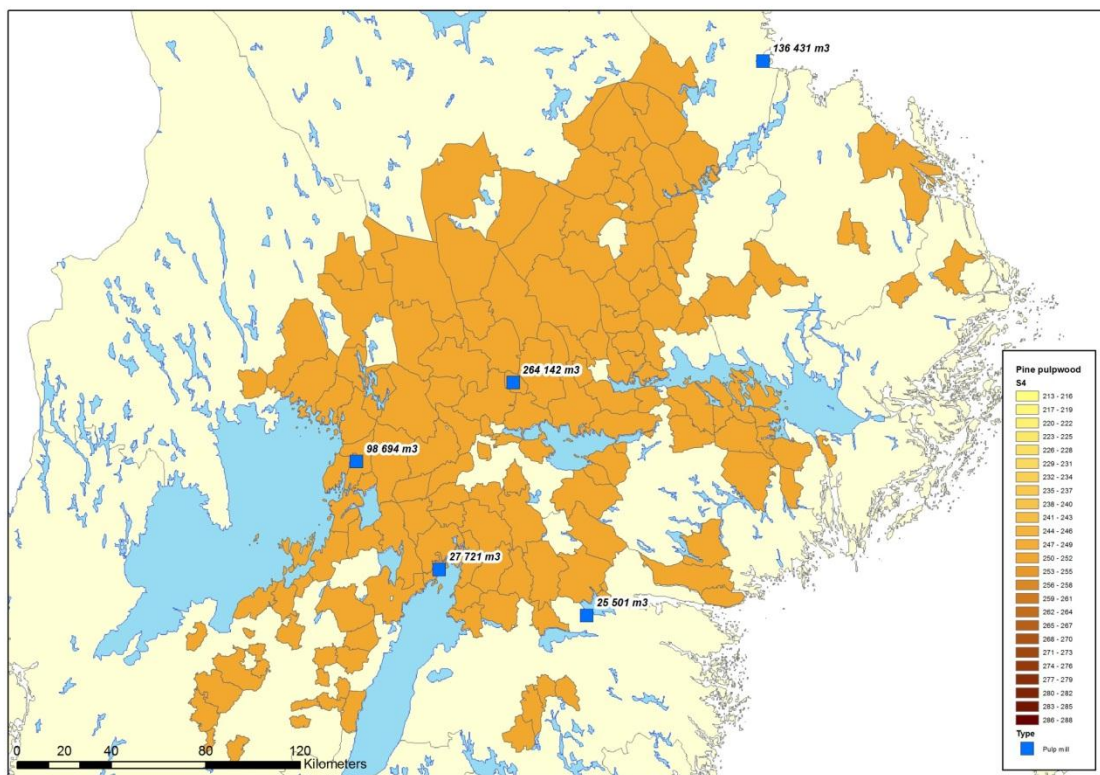 136 431 m3
264 142 m3
98 694 m3
27 721 m3
25 501 m3
Pine pulpwood
S4
213 - 216
217 - 219
220 - 222
223 - 225
226 - 228
229 - 231
232 - 234
235 - 237
238 - 240
241 - 243
244 - 246
247 - 249
250 - 252
253 - 255
256 - 258
259 - 261
262 - 264
265 - 267
268 - 270
271 - 273
274 - 276
277 - 279
280 - 282
283 - 285
286 - 288
Type
Pulp mill
0 20 40 80 120
Kilometers